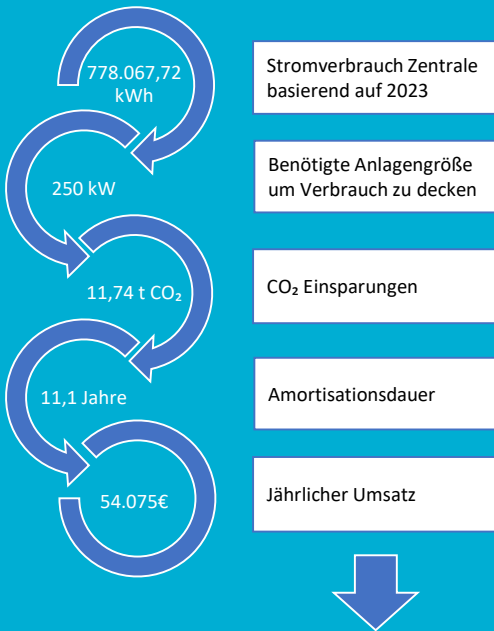 778.067,72
kWh
Stromverbrauch Zentrale
basierend auf 2023
250 kW
Benötigte Anlagengröße
um Verbrauch zu decken
11,74 t CO₂
CO₂ Einsparungen
11,1 Jahre
Amortisationsdauer
54.075€
Jährlicher Umsatz